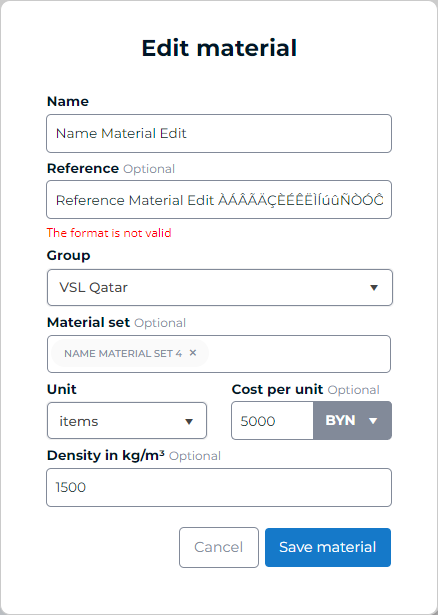 Edit material
Name
Name Material Edit
Reference Optional
Reference Material Edit ÀÁÂÃÄÇÈÉÊËÌÍúûÑÒÓÔ
The format is not valid
Group
VSL Qatar
Material set Optional
NAME MATERIAL SET 4 ×
Unit Cost per unit Optional
items 5000 BYN
Density in kg/m³ Optional
1500
Cancel Save material